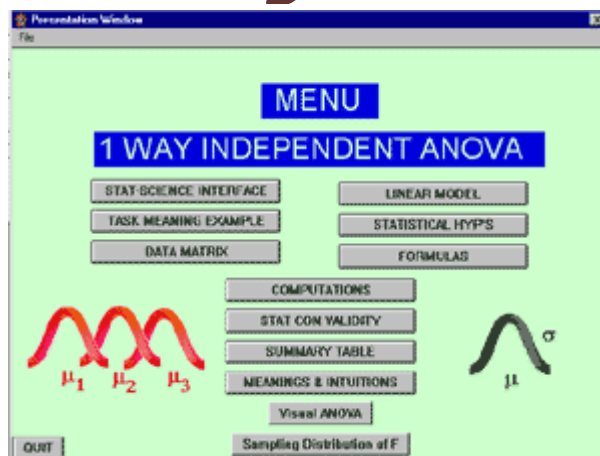 Presentation Window
File
MENU
1 WAY INDEPENDENT ANOVA
STAT-SCIENCE INTERFACE
LINEAR MODEL
TASK MEANING EXAMPLE
STATISTICAL HYP'S
DATA MATRIX
FORMULAS
COMPUTATIONS
STAT CON VALIDITY
SUMMARY TABLE
MEANINGS & INTUITIONS
μ1 μ2 μ3
σ
μ
Visual ANOVA
QUIT
Sampling Distribution of F